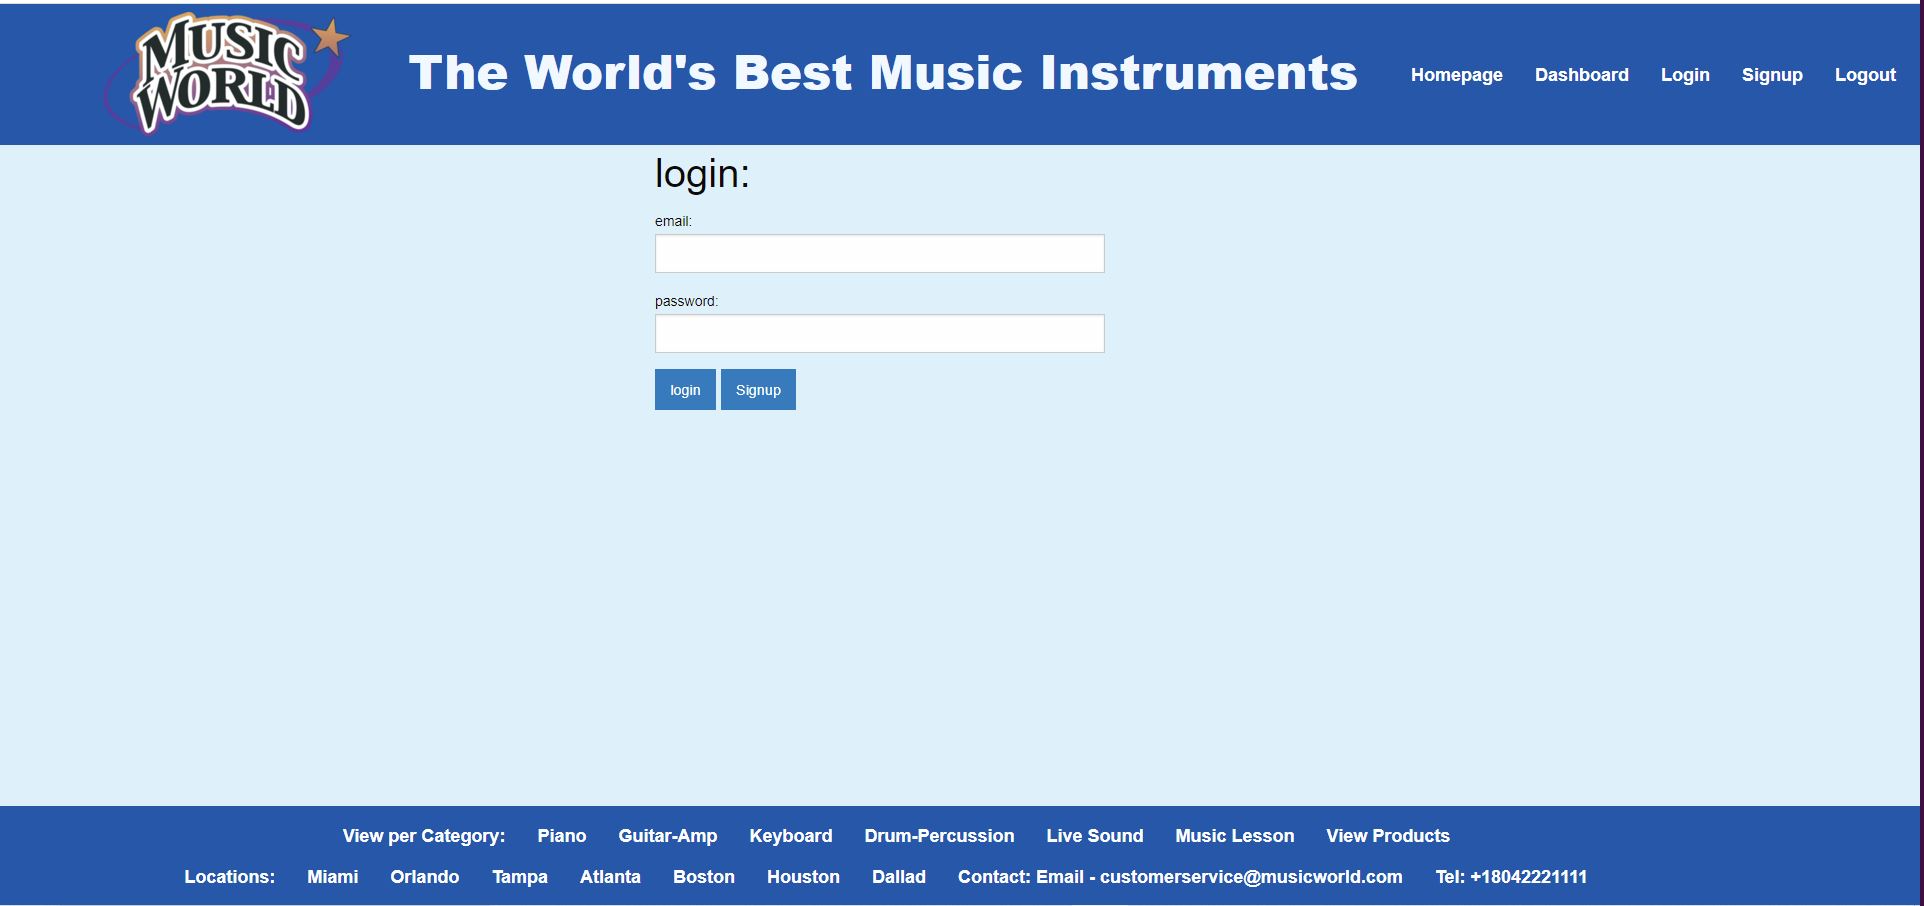 MUSIC
WORLD
The World's Best Music Instruments
Homepage Dashboard Login Signup Logout
login:
email:
password:
login Signup
View per Category: Piano Guitar-Amp Keyboard Drum-Percussion Live Sound Music Lesson View Products
Locations: Miami Orlando Tampa Atlanta Boston Houston Dallad Contact: Email - customerservice@musicworld.com Tel: +18042221111